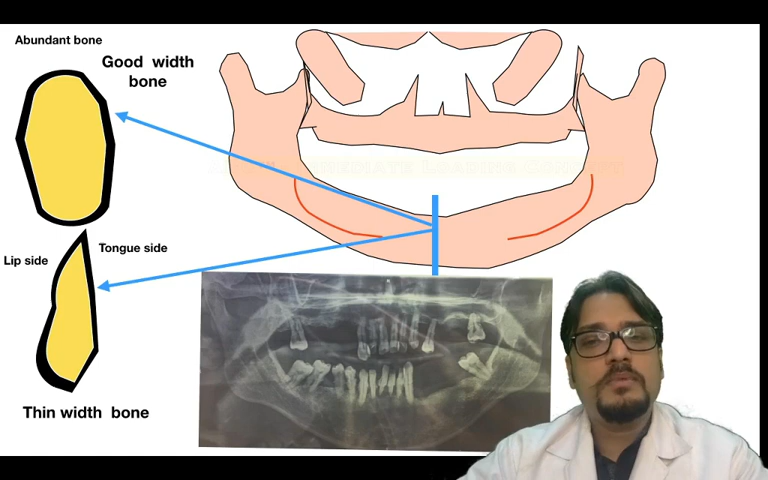 Abundant bone
Good width
bone
Lip side
Tongue side
Thin width bone